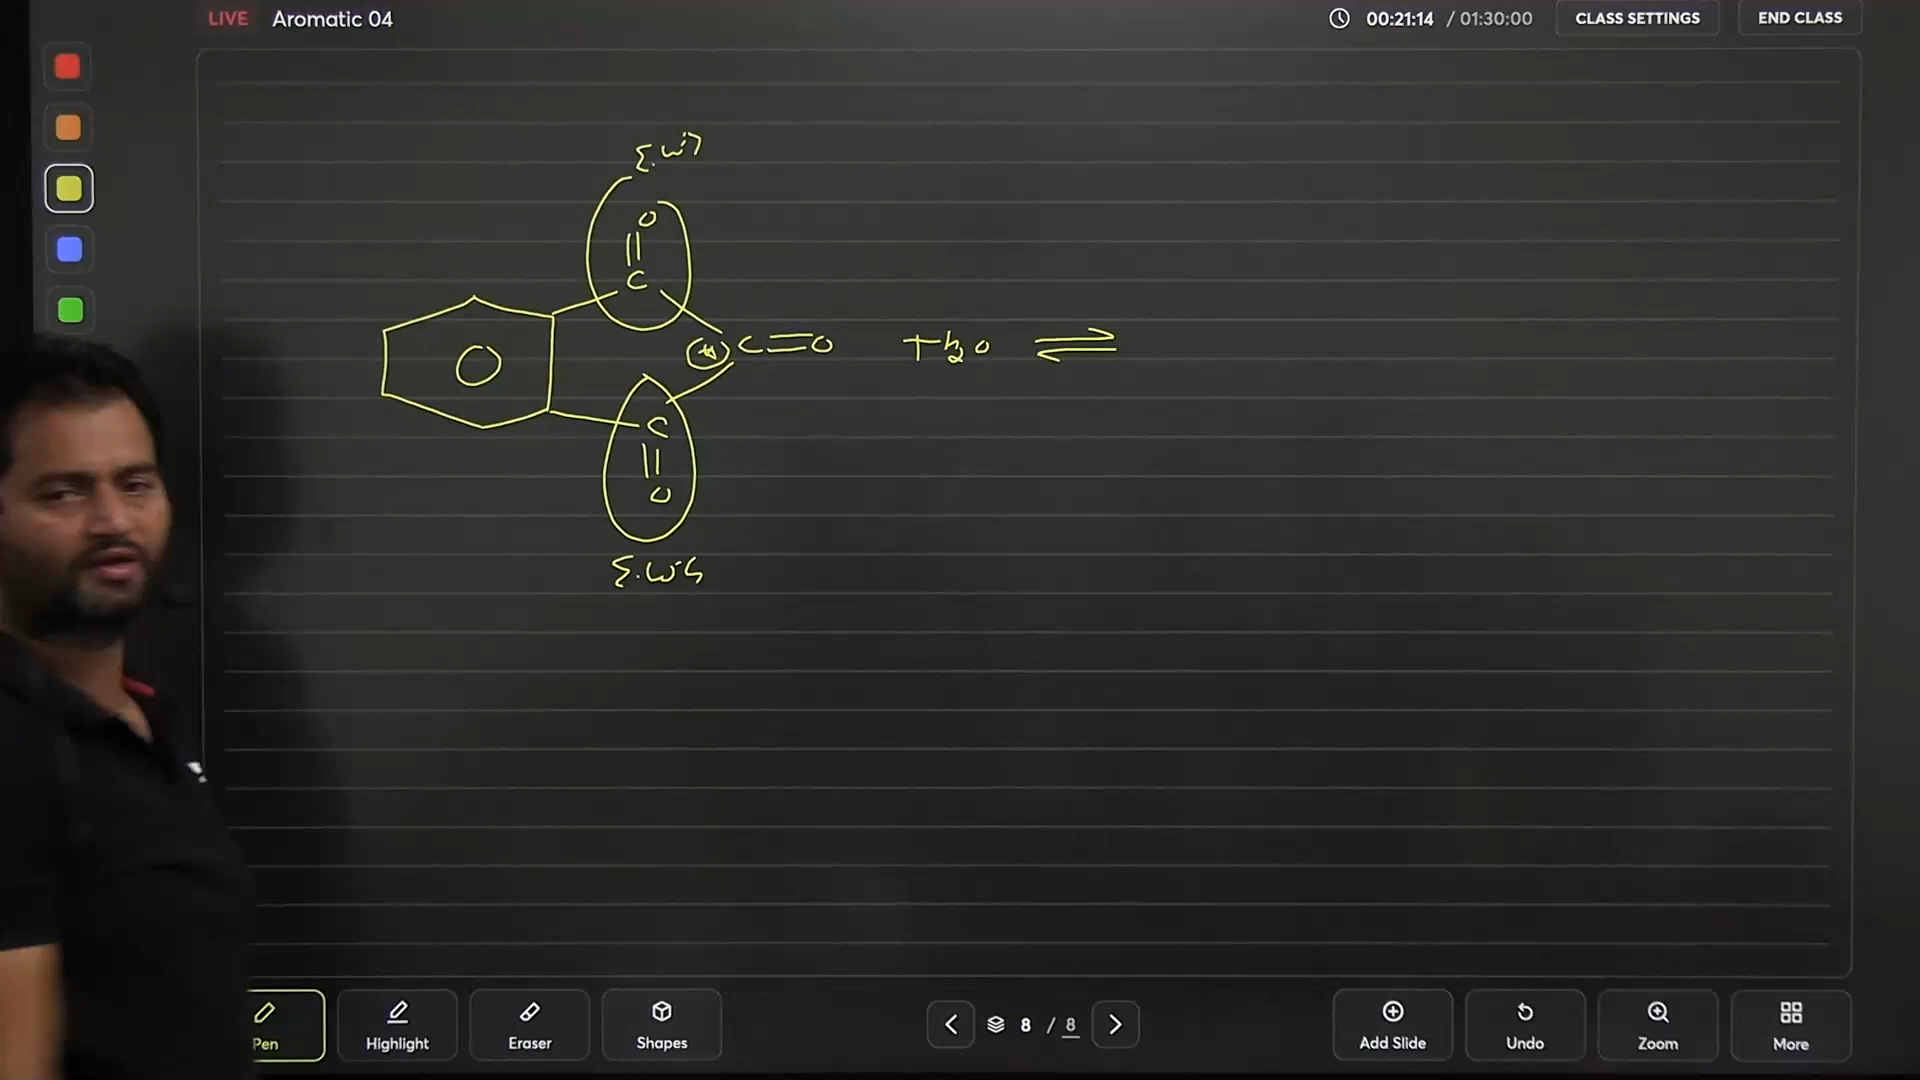 LIVE Aromatic 04
00:21:14 / 01:30:00
CLASS SETTINGS
END CLASS
O
C
C=O + H2O ⇌
C
O
E.W.G
Pen
Highlight
Eraser
Shapes
8 / 8
Add Slide
Undo
Zoom
More